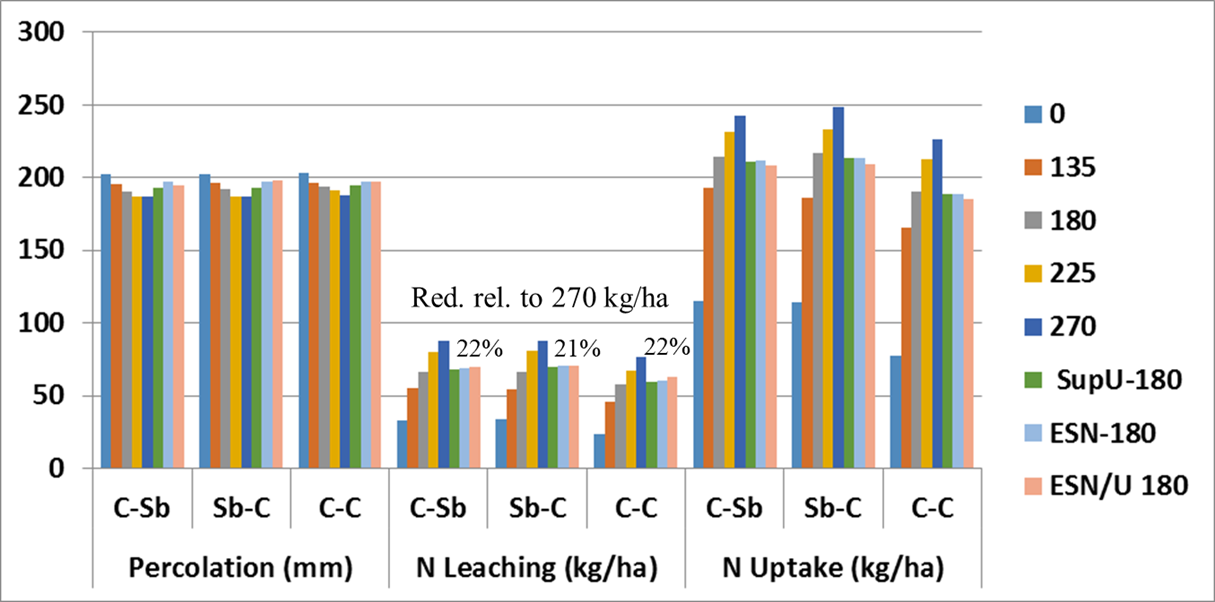 300
250
200
150
100
50
0
Red. rel. to 270 kg/ha
22%
21%
22%
C-Sb Sb-C C-C C-Sb Sb-C C-C C-Sb Sb-C C-C
Percolation (mm) N Leaching (kg/ha) N Uptake (kg/ha)
0
135
180
225
270
SupU-180
ESN-180
ESN/U 180